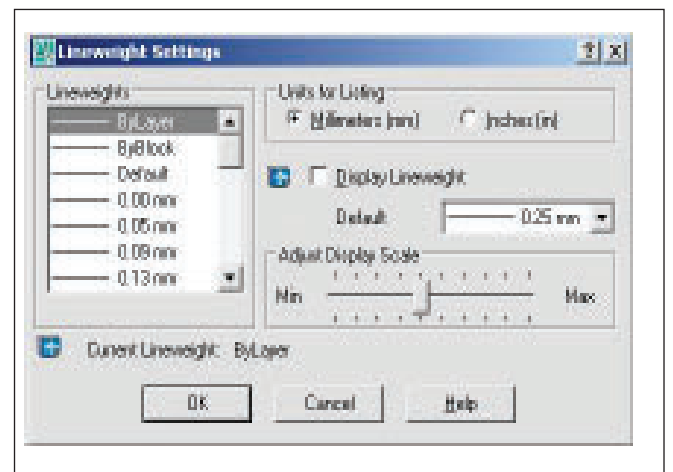 Lineweight Settings
Lineweights
ByLayer
ByBlock
Default
0.00 mm
0.05 mm
0.09 mm
0.13 mm
Units for Listing
Millimeters (mm) Inches (in)
Display Lineweight
Default 0.25 mm
Adjust Display Scale
Min Max
Current Lineweight: ByLayer
OK Cancel Help